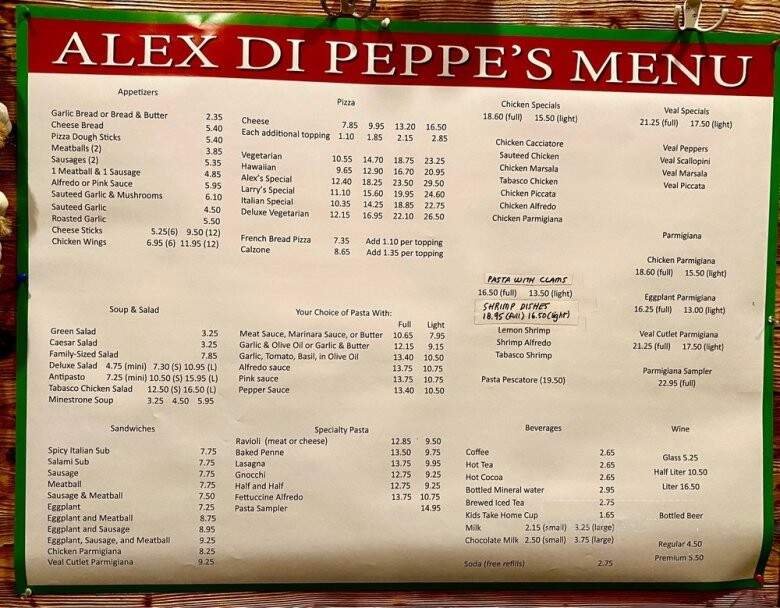 ALEX DI PEPPE'S MENU
Appetizers
Garlic Bread or Bread & Butter 2.35
Cheese Bread 5.40
Pizza Dough Sticks 5.40
Meatballs (2) 3.85
Sausages (2) 5.35
1 Meatball & 1 Sausage 4.85
Alfredo or Pink Sauce 5.95
Sauteed Garlic & Mushrooms 6.10
Sauteed Garlic 4.50
Roasted Garlic 5.50
Cheese Sticks 5.25(6) 9.50 (12)
Chicken Wings 6.95 (6) 11.95 (12)
Pizza
Cheese 7.85 9.95 13.20 16.50
Each additional topping 1.10 1.85 2.15 2.85
Vegetarian 10.55 14.70 18.75 23.25
Hawaiian 9.65 12.90 16.70 20.95
Alex's Special 12.40 18.25 23.50 29.50
Larry's Special 11.10 15.60 19.95 24.60
Italian Special 10.35 14.25 18.85 22.75
Deluxe Vegetarian 12.15 16.95 22.10 26.50
French Bread Pizza 7.35 Add 1.10 per topping
Calzone 8.65 Add 1.35 per topping
Chicken Specials
18.60 (full) 15.50 (light)
Chicken Cacciatore
Sauteed Chicken
Chicken Marsala
Tabasco Chicken
Chicken Piccata
Chicken Alfredo
Chicken Parmigiana
Veal Specials
21.25 (full) 17.50 (light)
Veal Peppers
Veal Scallopini
Veal Marsala
Veal Piccata
Parmigiana
Chicken Parmigiana
18.60 (full) 15.50 (light)
Eggplant Parmigiana
16.25 (full) 13.00 (light)
Veal Cutlet Parmigiana
21.25 (full) 17.50 (light)
Parmigiana Sampler
22.95 (full)
Soup & Salad
Green Salad 3.25
Caesar Salad 3.25
Family-Sized Salad 7.85
Deluxe Salad 4.75 (mini) 7.30 (S) 10.95 (L)
Antipasto 7.25 (mini) 10.50 (S) 15.95 (L)
Tabasco Chicken Salad 12.50 (S) 16.50 (L)
Minestrone Soup 3.25 4.50 5.95
Your Choice of Pasta With:
Full Light
Meat Sauce, Marinara Sauce, or Butter 10.65 7.95
Garlic & Olive Oil or Garlic & Butter 12.15 9.15
Garlic, Tomato, Basil, in Olive Oil 13.40 10.50
Alfredo sauce 13.75 10.75
Pink sauce 13.75 10.75
Pepper Sauce 13.40 10.50
PASTA WITH CLAMS
16.50 (full) 13.50 (light)
SHRIMP DISHES
18.95 (full) 16.50 (light)
Lemon Shrimp
Shrimp Alfredo
Tabasco Shrimp
Pasta Pescatore (19.50)
Sandwiches
Spicy Italian Sub 7.75
Salami Sub 7.75
Sausage 7.75
Meatball 7.75
Sausage & Meatball 7.50
Eggplant 7.25
Eggplant and Meatball 8.75
Eggplant and Sausage 8.95
Eggplant, Sausage, and Meatball 9.25
Chicken Parmigiana 8.25
Veal Cutlet Parmigiana 9.25
Specialty Pasta
Ravioli (meat or cheese) 12.85 9.50
Baked Penne 13.50 9.75
Lasagna 13.75 9.95
Gnocchi 12.75 9.25
Half and Half 12.75 9.25
Fettuccine Alfredo 13.75 10.75
Pasta Sampler 14.95
Beverages
Coffee 2.65
Hot Tea 2.65
Hot Cocoa 2.65
Bottled Mineral water 2.95
Brewed Iced Tea 2.75
Kids Take Home Cup 1.65
Milk 2.15 (small) 3.25 (large)
Chocolate Milk 2.50 (small) 3.75 (large)
Soda (free refills) 2.75
Wine
Glass 5.25
Half Liter 10.50
Liter 16.50
Bottled Beer
Regular 4.50
Premium 5.50